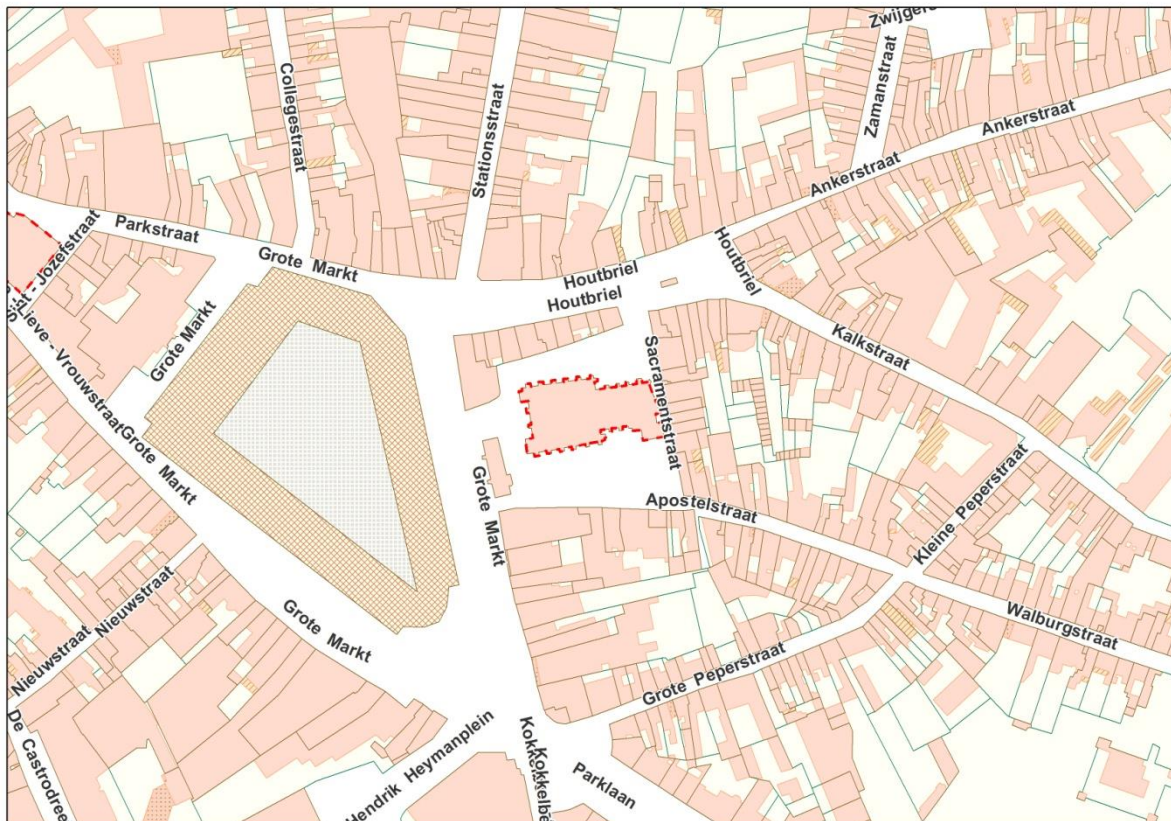 Zwijger
Zamanstraat
Ankerstraat
Ankerstraat
Collegestraat
Stationsstraat
Parkstraat
Grote Markt
Houtbriel
Houtbriel
Houtbriel
Kalkstraat
Sint - Jozefstraat
Lieve - Vrouwstraat
Grote Markt
Grote Markt
Sacramentstraat
Grote Markt
Apostelstraat
Kleine Peperstraat
Nieuwstraat
Nieuwstraat
Grote Markt
Walburgstraat
Grote Peperstraat
De Castrodree
Hendrik Heymanplein
Kokkelbe
Parklaan